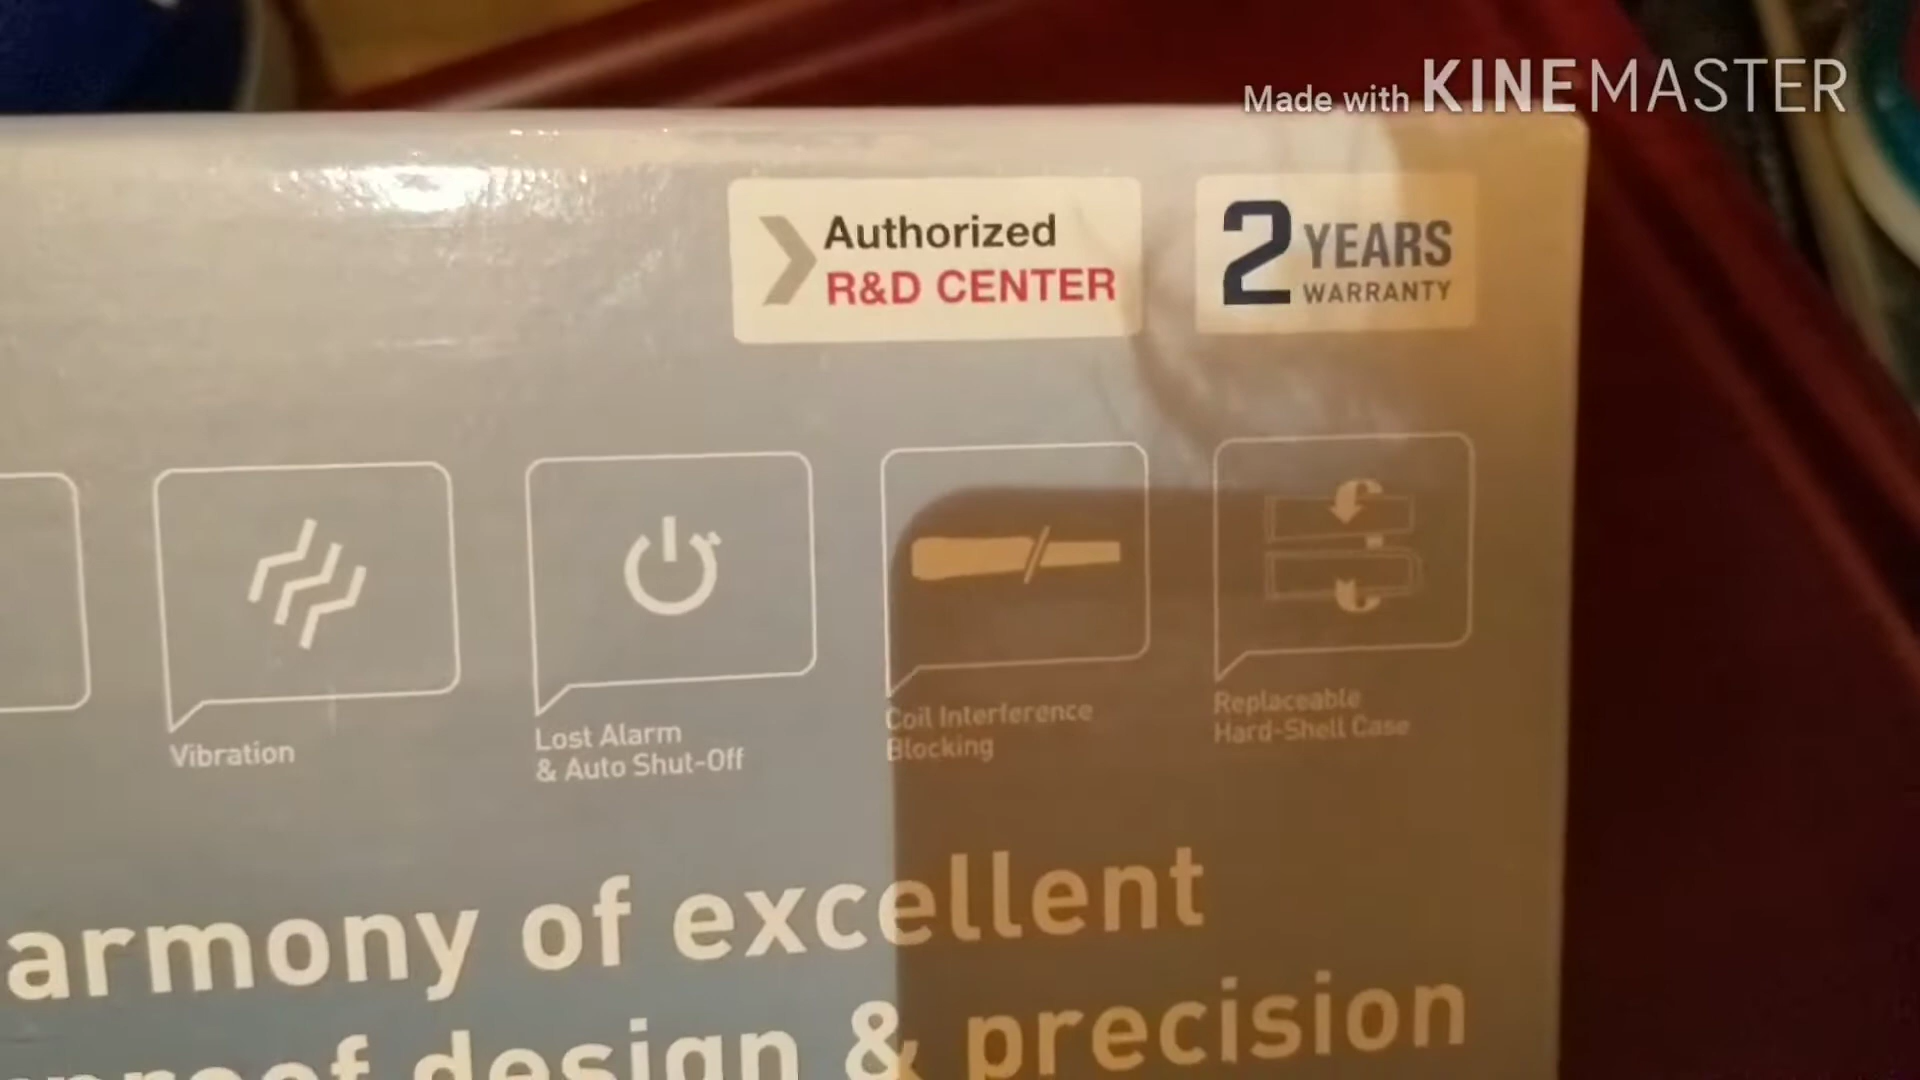 Made with KINEMASTER
Authorized
R&D CENTER
2 YEARS
WARRANTY
Vibration
Lost Alarm
& Auto Shut-Off
Coil Interference
Blocking
Replaceable
Hard-Shell Case
armony of excellent
proof design & precision